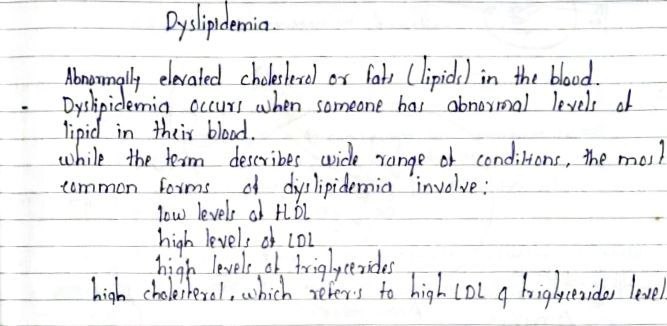 Dyslipidemia.
Abnormally elevated cholesterol or fats (lipids) in the blood.
- Dyslipidemia occurs when someone has abnormal levels of
lipid in their blood.
while the term describes wide range of conditions, the most
common forms of dyslipidemia involve:
low levels of HDL
high levels of LDL
high levels of triglycerides
high cholesterol, which refers to high LDL & triglycerides level.